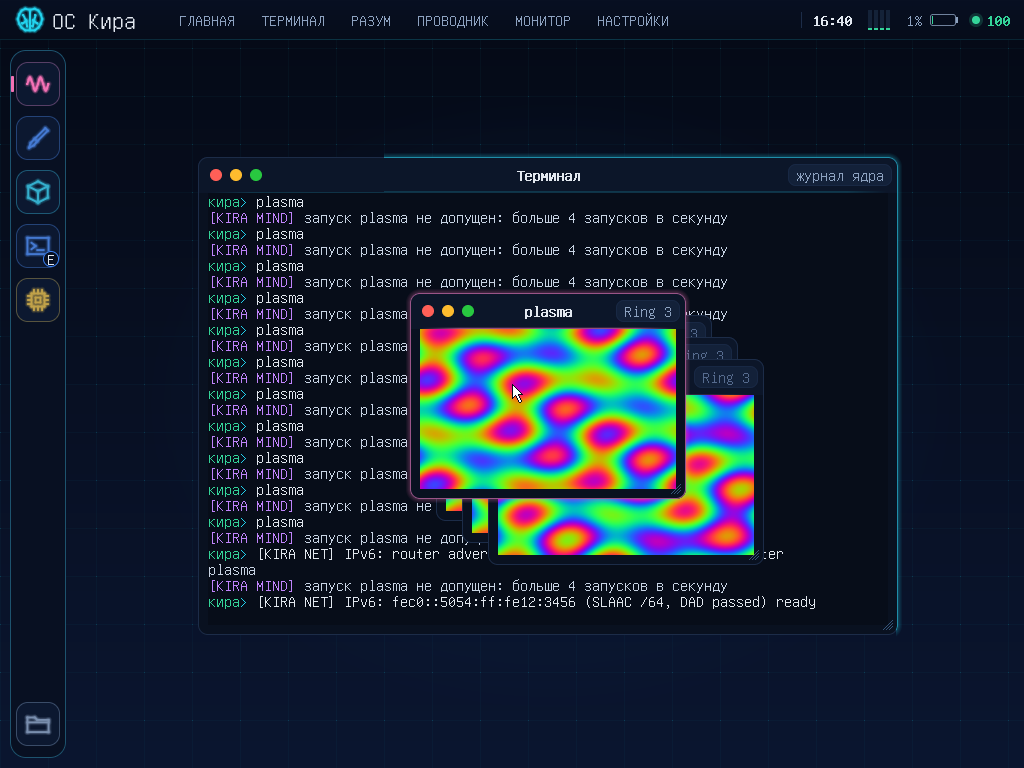 ОС Кира
ГЛАВНАЯ ТЕРМИНАЛ РАЗУМ ПРОВОДНИК МОНИТОР НАСТРОЙКИ
16:40 1% 100
Терминал журнал ядра
кира> plasma
[KIRA MIND] запуск plasma не допущен: больше 4 запусков в секунду
кира> plasma
[KIRA MIND] запуск plasma не допущен: больше 4 запусков в секунду
кира> plasma
[KIRA MIND] запуск plasma не допущен: больше 4 запусков в секунду
кира> plasma
[KIRA MIND] запуск plasma секунду
кира> plasma
[KIRA MIND] запуск plasma
кира> plasma
[KIRA MIND] запуск plasma
кира> plasma
[KIRA MIND] запуск plasma
кира> plasma
[KIRA MIND] запуск plasma
кира> plasma
[KIRA MIND] запуск plasma
кира> plasma
[KIRA MIND] запуск plasma не
кира> plasma
[KIRA MIND] запуск plasma не
кира> [KIRA NET] IPv6: router
plasma
[KIRA MIND] запуск plasma не допущен: больше 4 запусков в секунду
кира> [KIRA NET] IPv6: fec0::5054:ff:fe12:3456 (SLAAC /64, DAD passed) ready
plasma Ring 3
3
ing 3
Ring 3
E